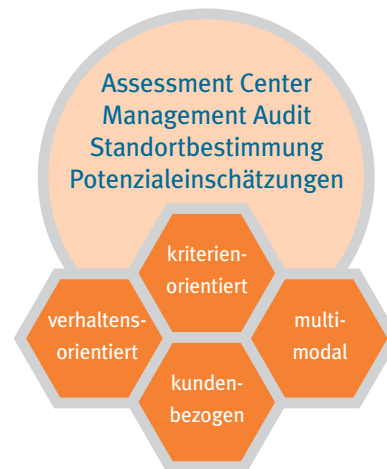 Assessment Center
Management Audit
Standortbestimmung
Potenzialeinschätzungen
kriterien-
orientiert
verhaltens-
orientiert
multi-
modal
kunden-
bezogen